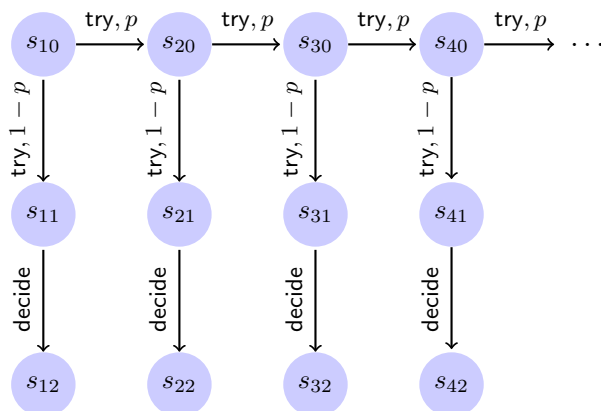 try, p try, p try, p try, p
s₁₀ s₂₀ s₃₀ s₄₀ ···
try, 1 − p try, 1 − p try, 1 − p try, 1 − p
s₁₁ s₂₁ s₃₁ s₄₁
decide decide decide decide
s₁₂ s₂₂ s₃₂ s₄₂